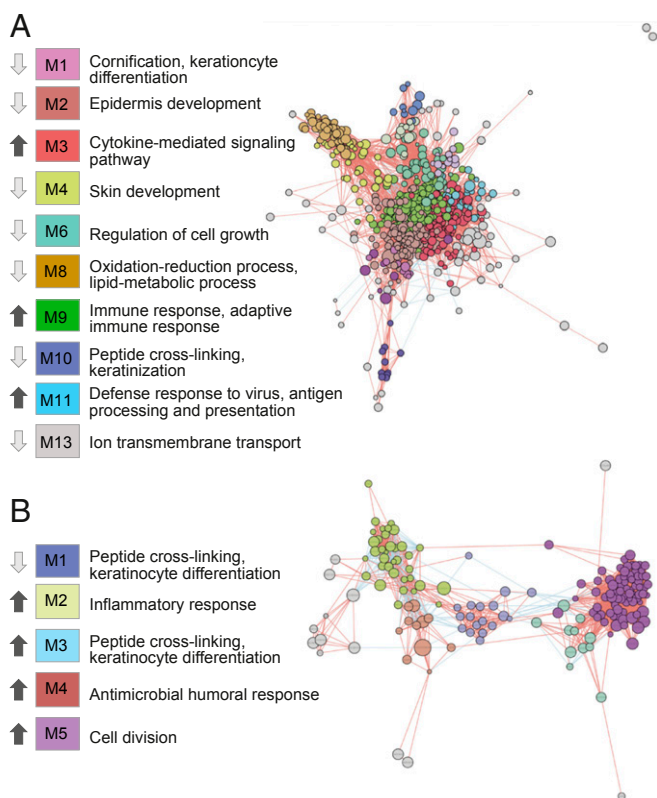 A
M1 Cornification, kerationcyte
differentiation
M2 Epidermis development
M3 Cytokine-mediated signaling
pathway
M4 Skin development
M6 Regulation of cell growth
M8 Oxidation-reduction process,
lipid-metabolic process
M9 Immune response, adaptive
immune response
M10 Peptide cross-linking,
keratinization
M11 Defense response to virus, antigen
processing and presentation
M13 Ion transmembrane transport
B
M1 Peptide cross-linking,
keratinocyte differentiation
M2 Inflammatory response
M3 Peptide cross-linking,
keratinocyte differentiation
M4 Antimicrobial humoral response
M5 Cell division